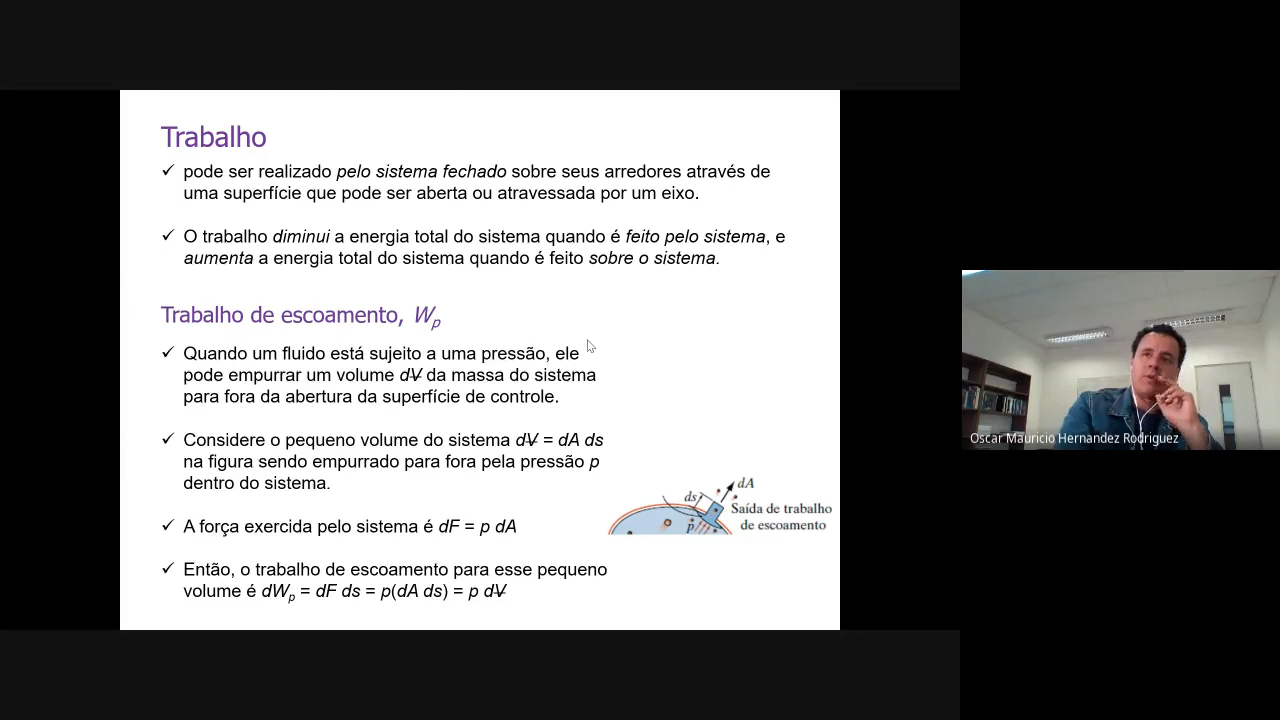 Trabalho
✓ pode ser realizado pelo sistema fechado sobre seus arredores através de
uma superfície que pode ser aberta ou atravessada por um eixo.
✓ O trabalho diminui a energia total do sistema quando é feito pelo sistema, e
aumenta a energia total do sistema quando é feito sobre o sistema.
Trabalho de escoamento, Wp
✓ Quando um fluido está sujeito a uma pressão, ele
pode empurrar um volume dV̶ da massa do sistema
para fora da abertura da superfície de controle.
✓ Considere o pequeno volume do sistema dV̶ = dA ds
na figura sendo empurrado para fora pela pressão p
dentro do sistema.
✓ A força exercida pelo sistema é dF = p dA
✓ Então, o trabalho de escoamento para esse pequeno
volume é dWp = dF ds = p(dA ds) = p dV̶
dA
ds
Saída de trabalho
de escoamento
p
Oscar Mauricio Hernandez Rodriguez